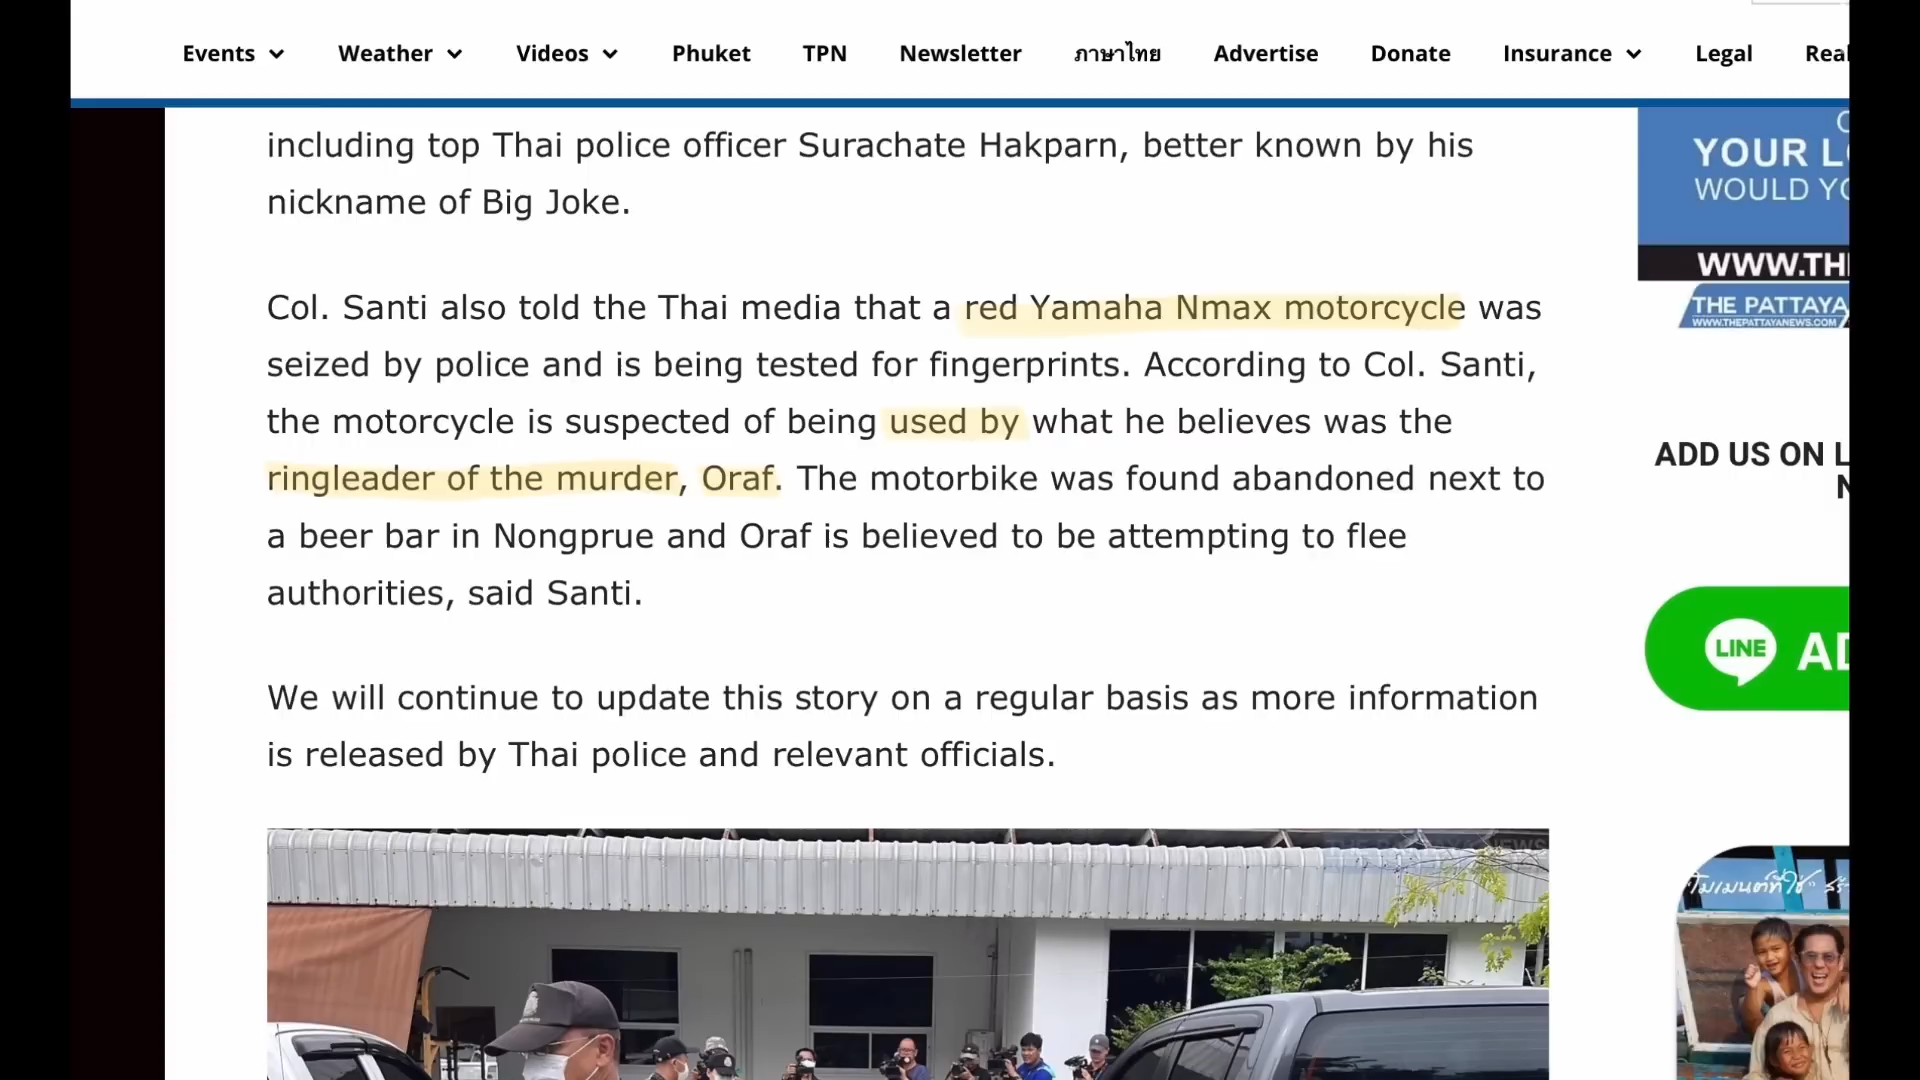 Events
Weather
Videos
Phuket
TPN
Newsletter
ภาษาไทย
Advertise
Donate
Insurance
Legal
including top Thai police officer Surachate Hakparn, better known by his
nickname of Big Joke.
Col. Santi also told the Thai media that a red Yamaha Nmax motorcycle was
seized by police and is being tested for fingerprints. According to Col. Santi,
the motorcycle is suspected of being used by what he believes was the
ringleader of the murder, Oraf. The motorbike was found abandoned next to
a beer bar in Nongprue and Oraf is believed to be attempting to flee
authorities, said Santi.
We will continue to update this story on a regular basis as more information
is released by Thai police and relevant officials.
YOUR
WOULD
WWW.TH
THE PATTAYA
WWW.THEPATTAYANEWS.COM
ADD US ON
LINE